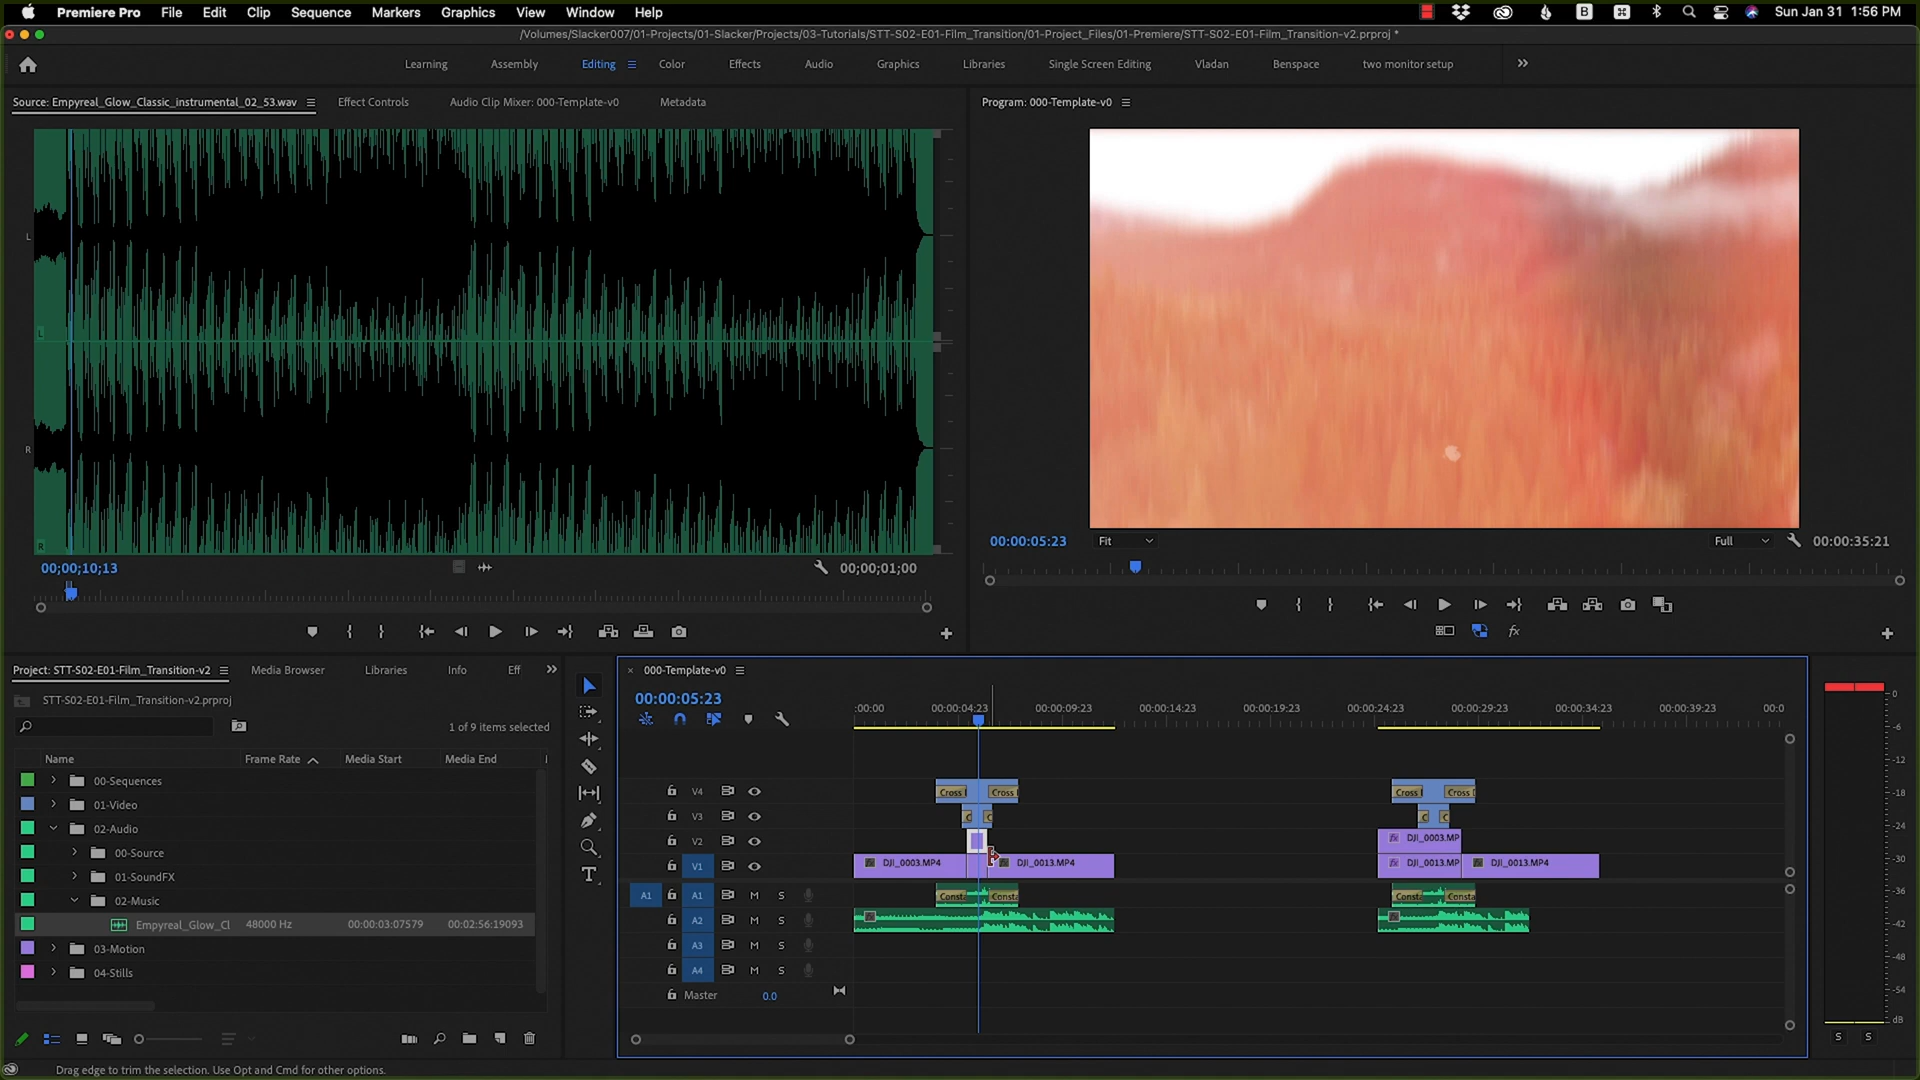 Premiere Pro File Edit Clip Sequence Markers Graphics View Window Help Sun Jan 31 1:56 PM
/Volumes/Slacker007/01-Projects/01-Slacker/Projects/03-Tutorials/STT-S02-E01-Film_Transition/01-Project_Files/01-Premiere/STT-S02-E01-Film_Transition-v2.prproj *
Learning Assembly Editing Color Effects Audio Graphics Libraries Single Screen Editing Vladan Benspace two monitor setup
Source: Empyreal_Glow_Classic_instrumental_02_53.wav Effect Controls Audio Clip Mixer: 000-Template-v0 Metadata
Program: 000-Template-v0
L
L
R
R
00;00;10;13 00;00;01;00
00:00:05:23 Fit Full 00:00:35:21
fx
Project: STT-S02-E01-Film_Transition-v2 Media Browser Libraries Info Eff
STT-S02-E01-Film_Transition-v2.prproj
1 of 9 items selected
Name Frame Rate Media Start Media End
00-Sequences
01-Video
02-Audio
00-Source
01-SoundFX
02-Music
Empyreal_Glow_Cl 48000 Hz 00:00:03:07579 00:02:56:19093
03-Motion
04-Stills
000-Template-v0
00:00:05:23
:00:00 00:00:04:23 00:00:09:23 00:00:14:23 00:00:19:23 00:00:24:23 00:00:29:23 00:00:34:23 00:00:39:23 00:0
V4 Cross Cross Cross Cross
V3 C C C C
V2 DJI_0003.MP
V1 DJI_0003.MP4 DJI_0013.MP4 DJI_0013.MP DJI_0013.MP4
A1 A1 M S Consta Consta Consta Consta
A2 M S
A3 M S
A4 M S
Master 0.0
0
-6
-12
-18
-24
-30
-36
-42
-48
-54
dB
S S
Drag edge to trim the selection. Use Opt and Cmd for other options.